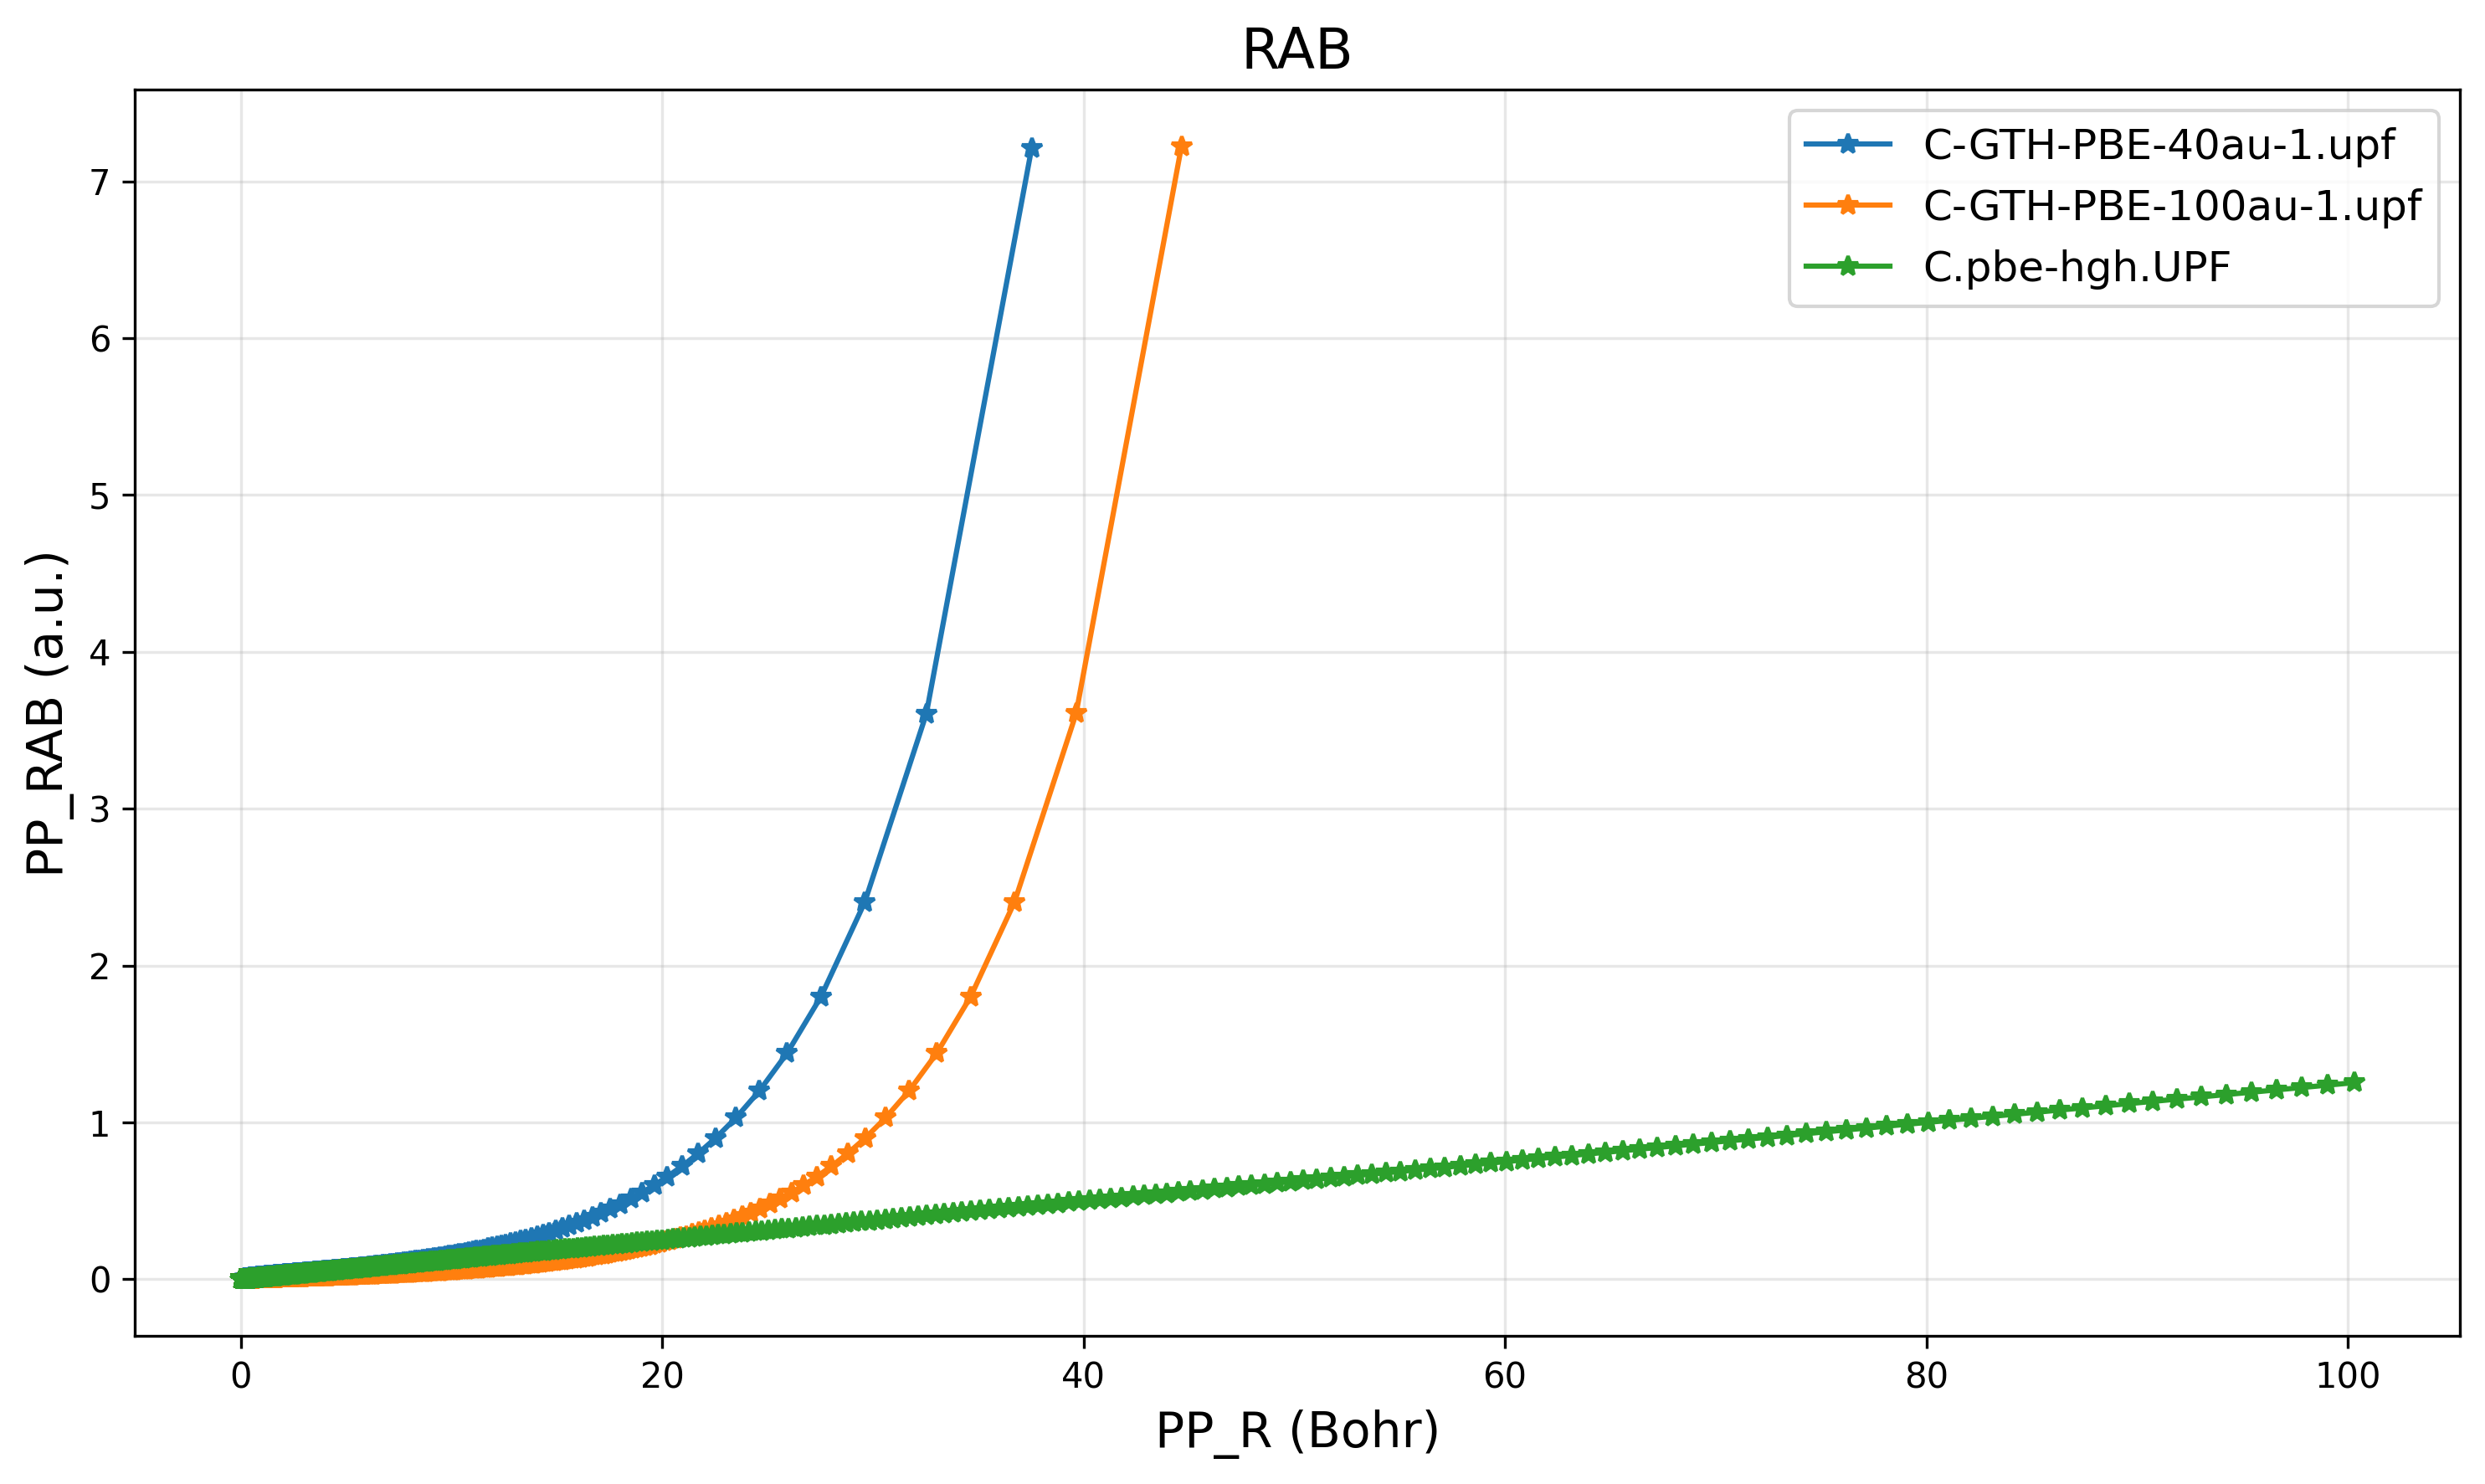 RAB
C-GTH-PBE-40au-1.upf
C-GTH-PBE-100au-1.upf
C.pbe-hgh.UPF
PP_RAB (a.u.)
7
6
5
4
3
2
1
0
0 20 40 60 80 100
PP_R (Bohr)